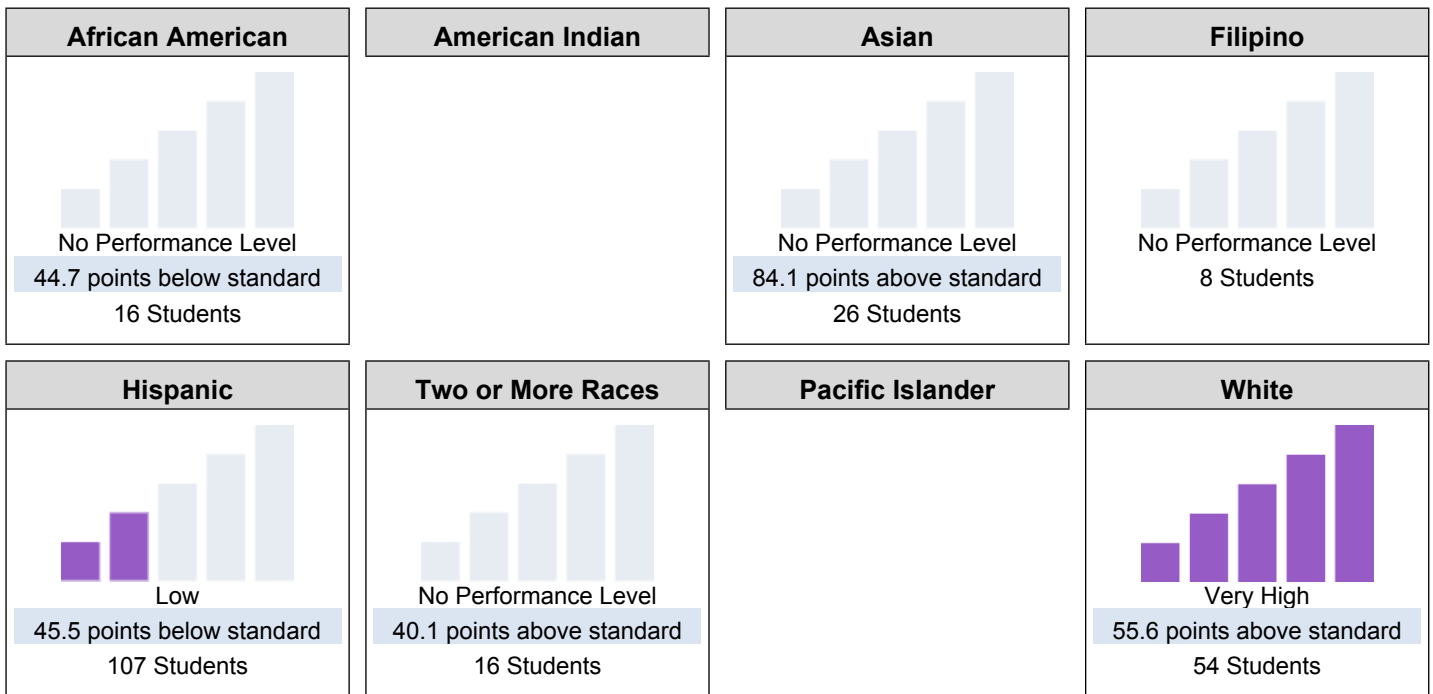 African American
No Performance Level
44.7 points below standard
16 Students
American Indian
Asian
No Performance Level
84.1 points above standard
26 Students
Filipino
No Performance Level
8 Students
Hispanic
Low
45.5 points below standard
107 Students
Two or More Races
No Performance Level
40.1 points above standard
16 Students
Pacific Islander
White
Very High
55.6 points above standard
54 Students